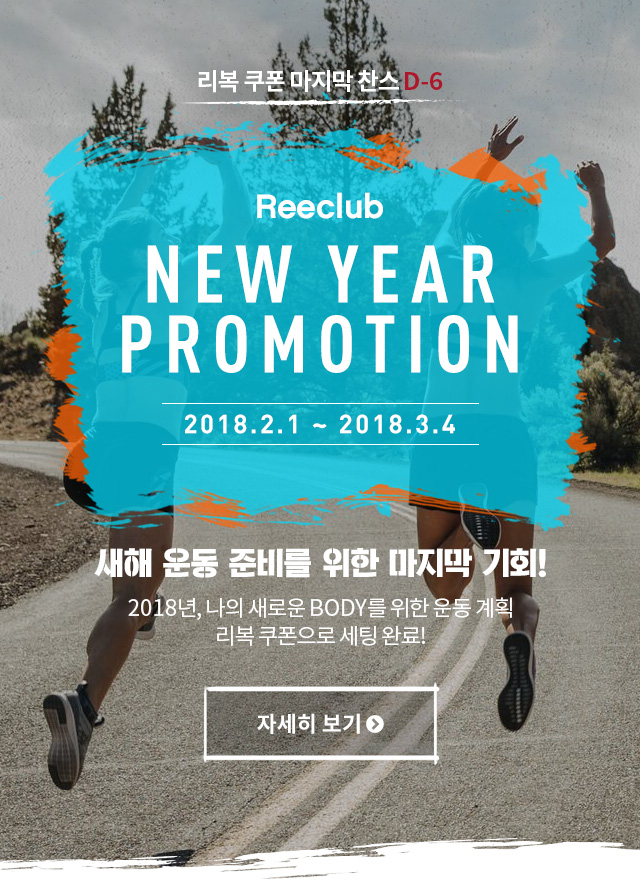 리복 쿠폰 마지막 찬스 D-6
Reeclub
NEW YEAR
PROMOTION
2018.2.1 ~ 2018.3.4
새해 운동 준비를 위한 마지막 기회!
2018년, 나의 새로운 BODY를 위한 운동 계획
리복 쿠폰으로 세팅 완료!
자세히 보기